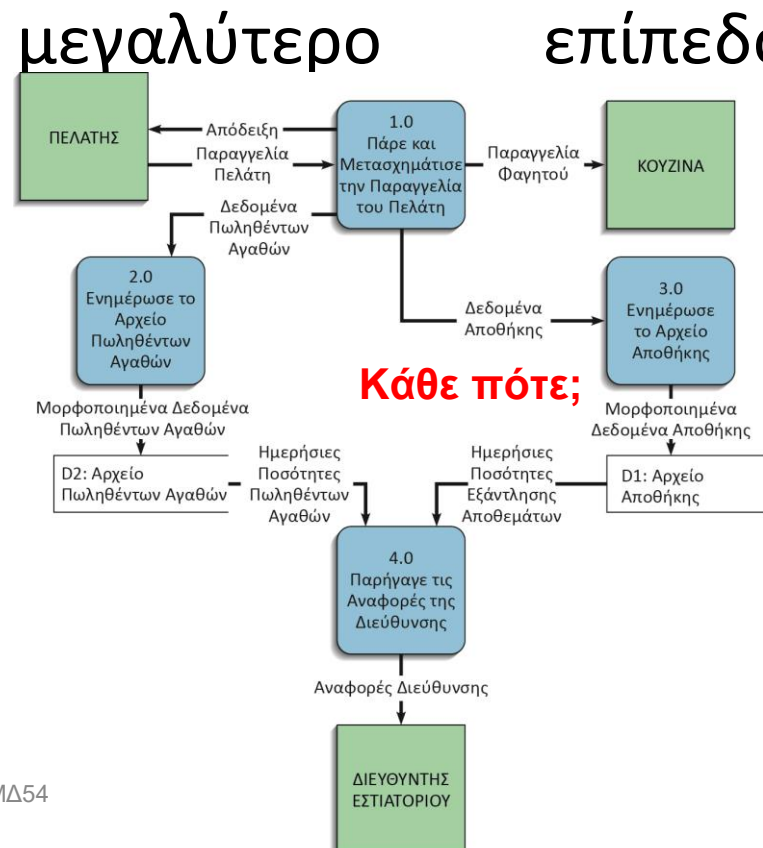 μεγαλύτερο επίπεδο
ΠΕΛΑΤΗΣ
Απόδειξη
Παραγγελία
Πελάτη
1.0
Πάρε και
Μετασχημάτισε
την Παραγγελία
του Πελάτη
Παραγγελία
Φαγητού
ΚΟΥΖΙΝΑ
Δεδομένα
Πωληθέντων
Αγαθών
2.0
Ενημέρωσε το
Αρχείο
Πωληθέντων
Αγαθών
Δεδομένα
Αποθήκης
3.0
Ενημέρωσε
το Αρχείο
Αποθήκης
Κάθε πότε;
Μορφοποιημένα Δεδομένα
Πωληθέντων Αγαθών
Μορφοποιημένα
Δεδομένα Αποθήκης
D2: Αρχείο
Πωληθέντων Αγαθών
Ημερήσιες
Ποσότητες
Πωληθέντων
Αγαθών
Ημερήσιες
Ποσότητες
Εξάντλησης
Αποθεμάτων
D1: Αρχείο
Αποθήκης
4.0
Παρήγαγε τις
Αναφορές της
Διεύθυνσης
Αναφορές Διεύθυνσης
ΔΙΕΥΘΥΝΤΗΣ
ΕΣΤΙΑΤΟΡΙΟΥ
ΜΔ54